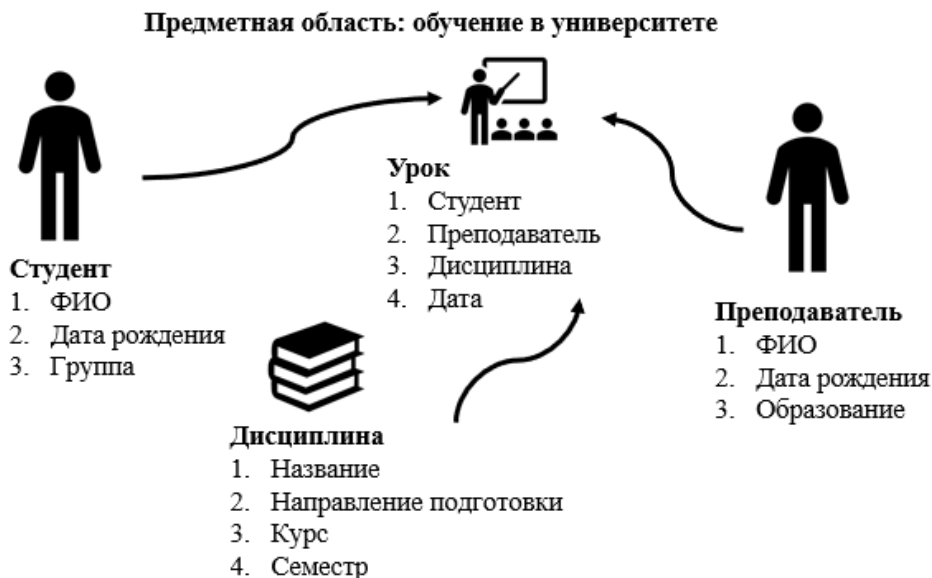 Предметная область: обучение в университете
Урок
1. Студент
2. Преподаватель
3. Дисциплина
4. Дата
Студент
1. ФИО
2. Дата рождения
3. Группа
Преподаватель
1. ФИО
2. Дата рождения
3. Образование
Дисциплина
1. Название
2. Направление подготовки
3. Курс
4. Семестр